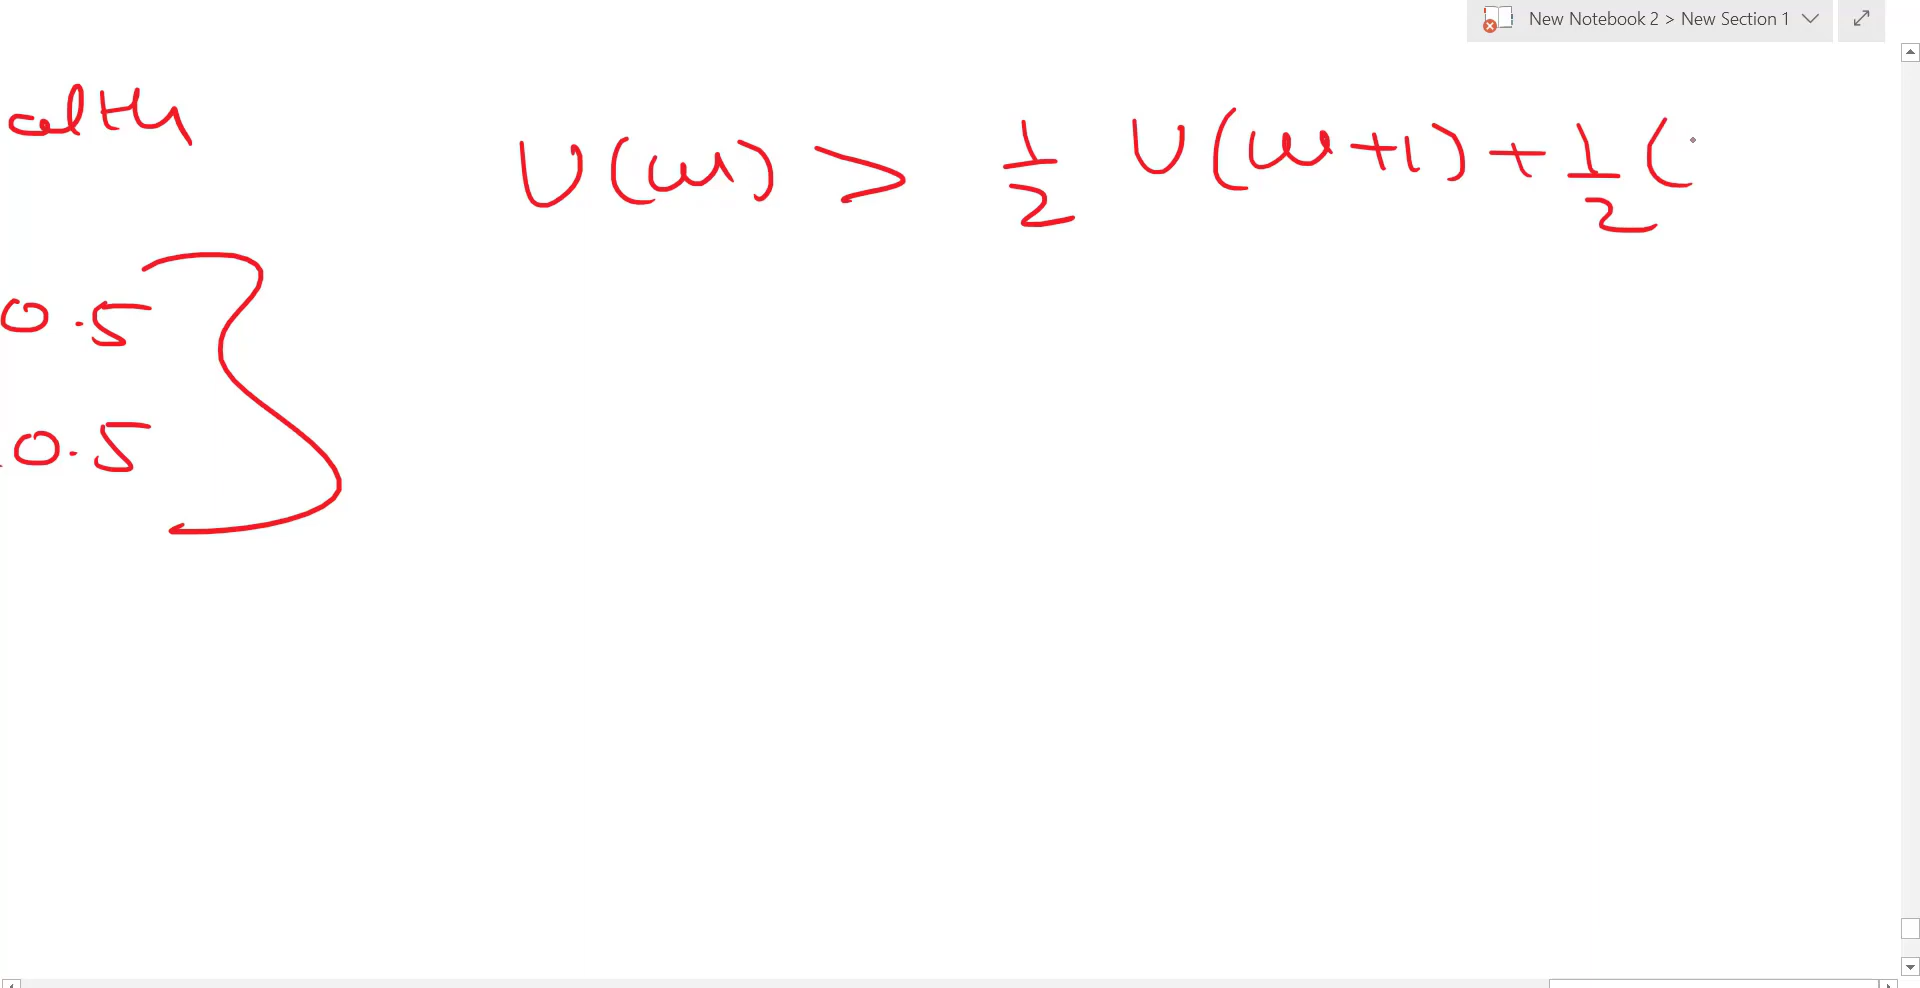 New Notebook 2 > New Section 1
alth
U(w) > 1/2 U(w+1) + 1/2 (
0.5
0.5